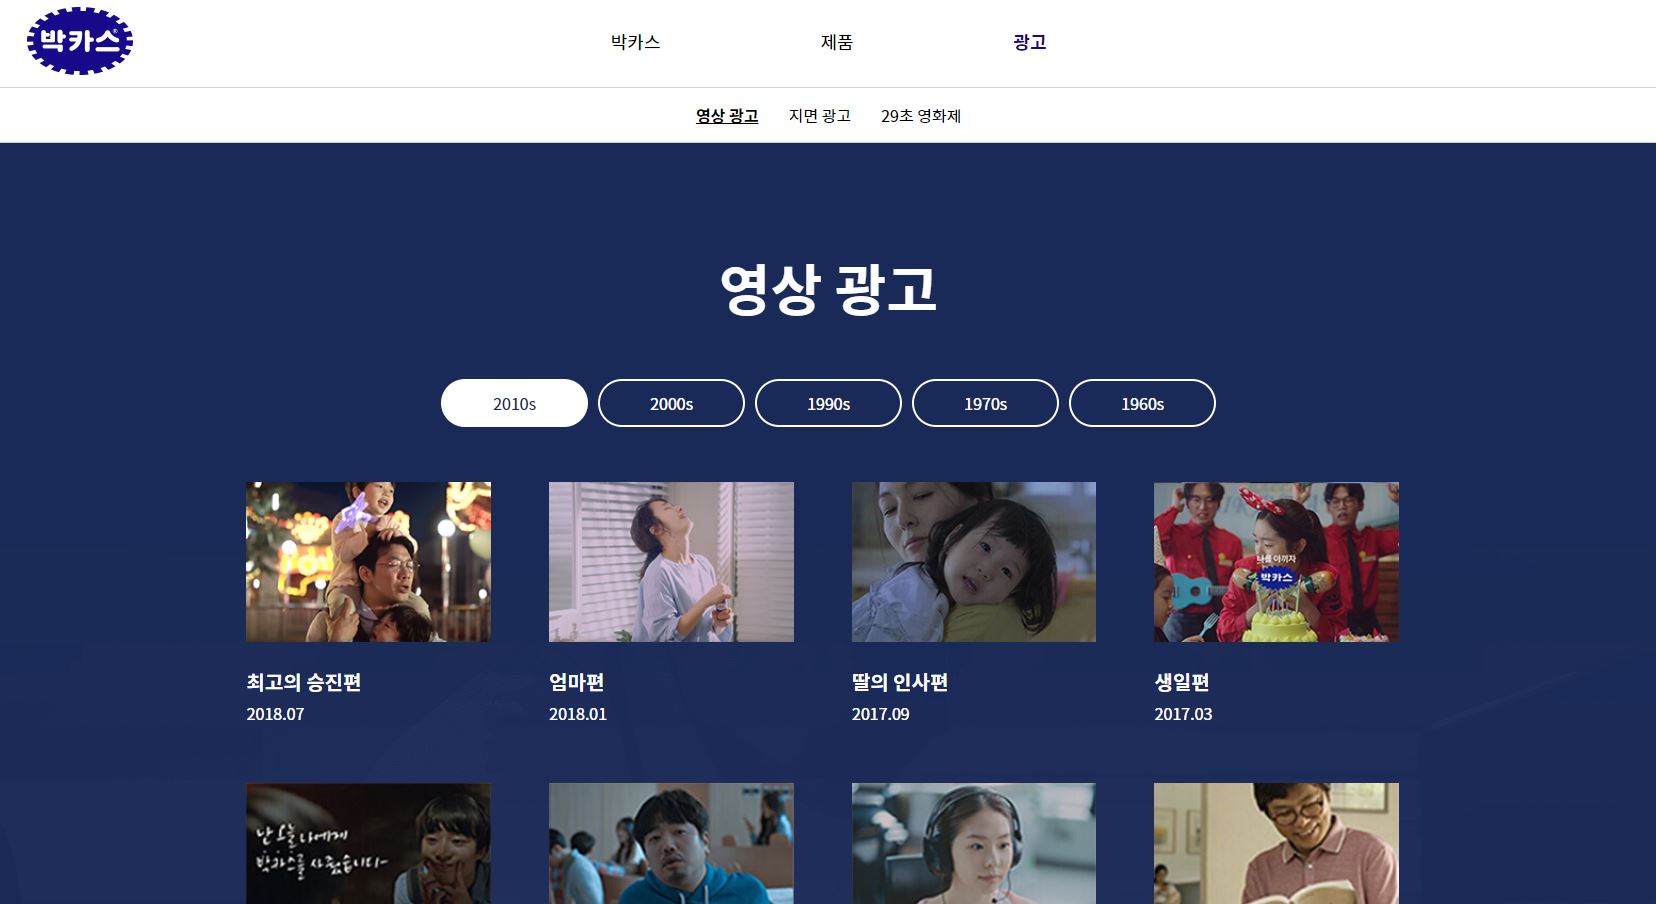 박카스®
박카스
제품
광고
영상 광고
지면 광고
29초 영화제
영상 광고
2010s
2000s
1990s
1970s
1960s
나를 아끼자
박카스
최고의 승진편
2018.07
엄마편
2018.01
딸의 인사편
2017.09
생일편
2017.03
난 오늘 나에게
박카스를 사줬습니다~